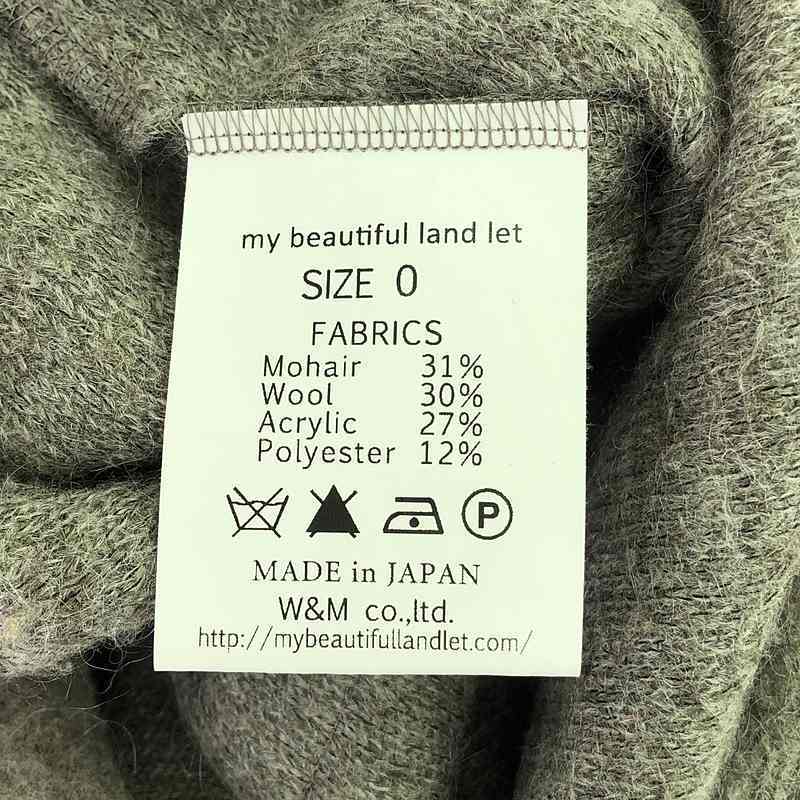 my beautiful land let
SIZE 0
FABRICS
Mohair 31%
Wool 30%
Acrylic 27%
Polyester 12%
P
MADE in JAPAN
W&M co.,ltd.
http://mybeautifullandlet.com/